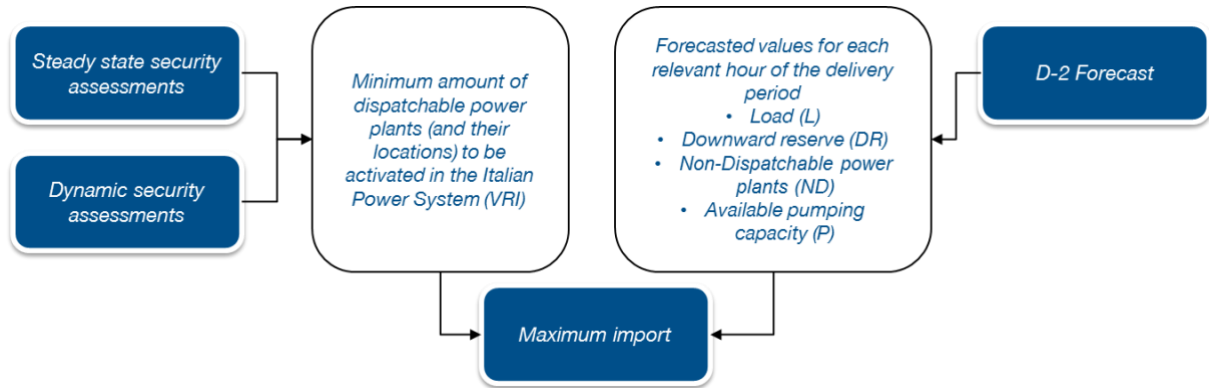 Steady state security
assessments
Dynamic security
assessments
Minimum amount of
dispatchable power
plants (and their
locations) to be
activated in the Italian
Power System (VRI)
Forecasted values for each
relevant hour of the delivery
period
• Load (L)
• Downward reserve (DR)
• Non-Dispatchable power
plants (ND)
• Available pumping
capacity (P)
D-2 Forecast
Maximum import